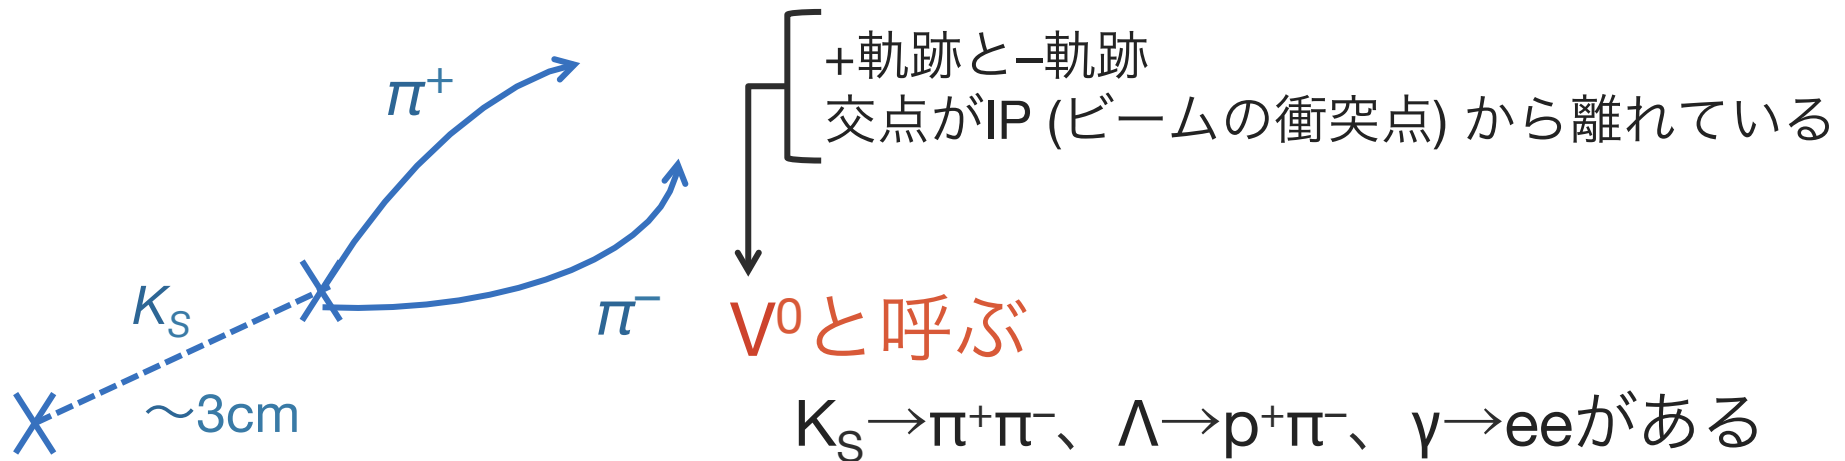 π⁺
+軌跡と–軌跡
交点がIP (ビームの衝突点) から離れている
K_S
π⁻
V⁰と呼ぶ
〜3cm
K_S→π⁺π⁻、Λ→p⁺π⁻、γ→eeがある